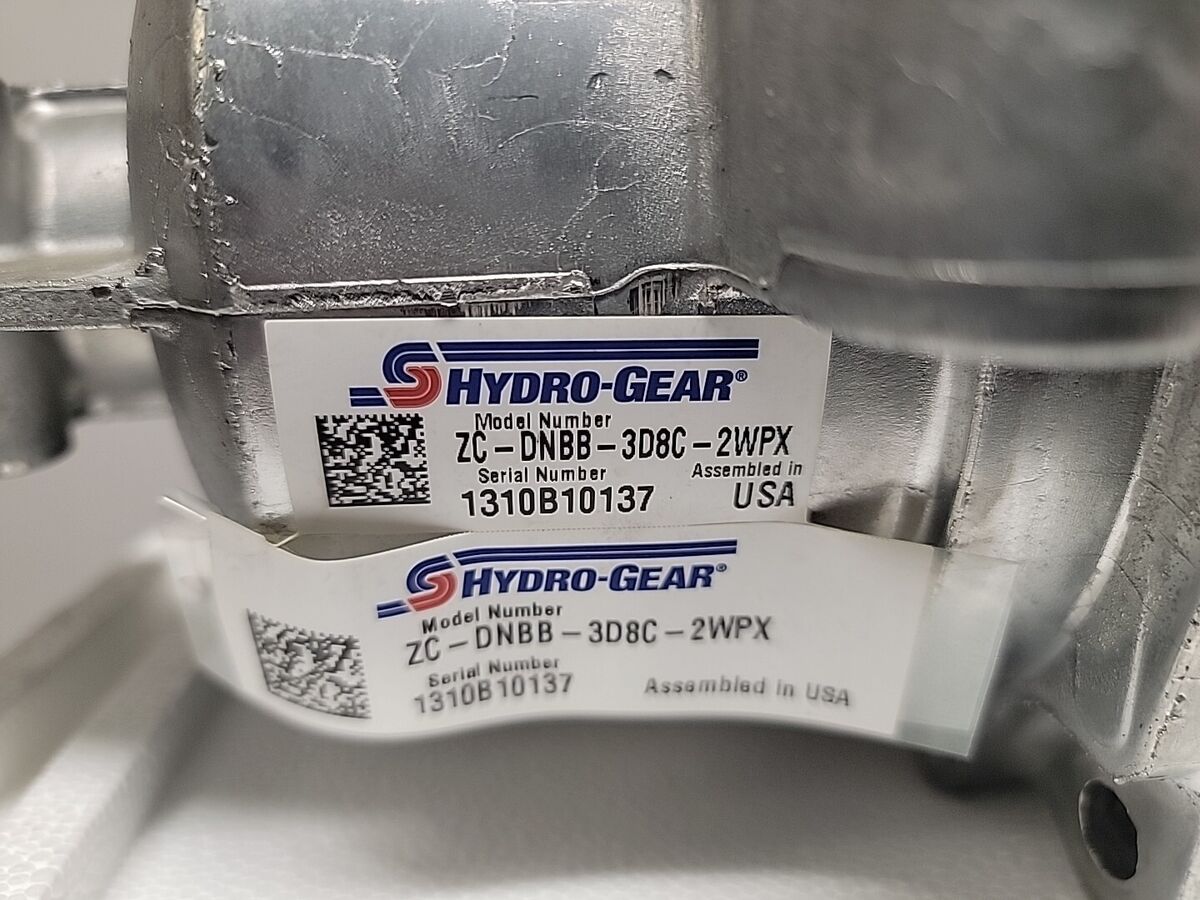 HYDRO-GEAR®
Model Number
ZC-DNBB-3D8C-2WPX
Serial Number Assembled in
1310B10137 USA
HYDRO-GEAR®
Model Number
ZC-DNBB-3D8C-2WPX
Serial Number
1310B10137 Assembled in USA